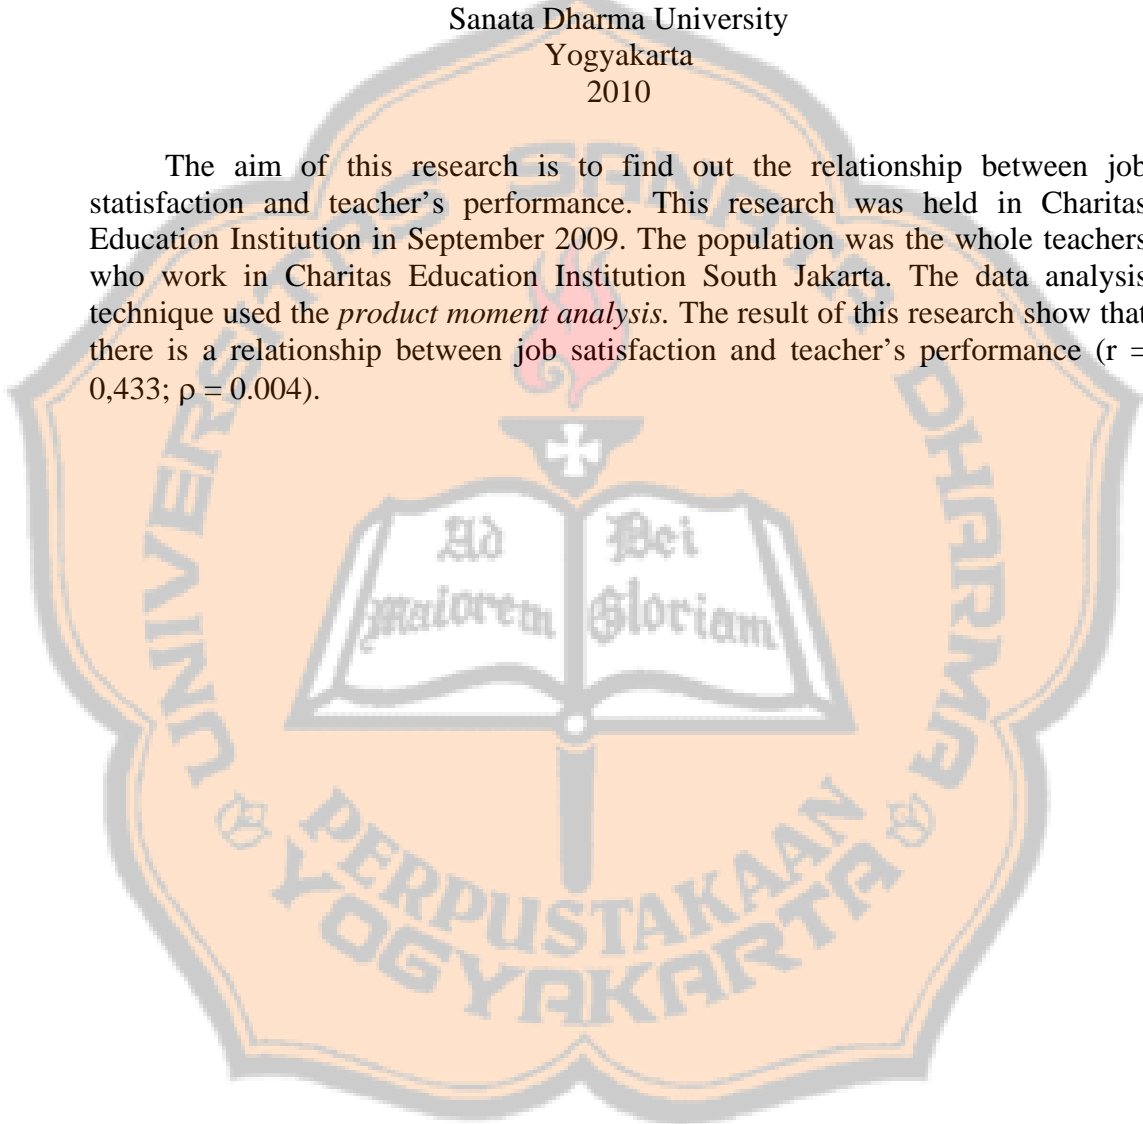 Sanata Dharma University
Yogyakarta
2010
The aim of this research is to find out the relationship between job
statisfaction and teacher’s performance. This research was held in Charitas
Education Institution in September 2009. The population was the whole teachers
who work in Charitas Education Institution South Jakarta. The data analysis
technique used the product moment analysis. The result of this research show that
there is a relationship between job satisfaction and teacher’s performance (r =
0,433; ρ = 0.004).
UNIVERSITAS SANATA DHARMA
Ad Dei
Maiorem Gloriam
PERPUSTAKAAN
YOGYAKARTA